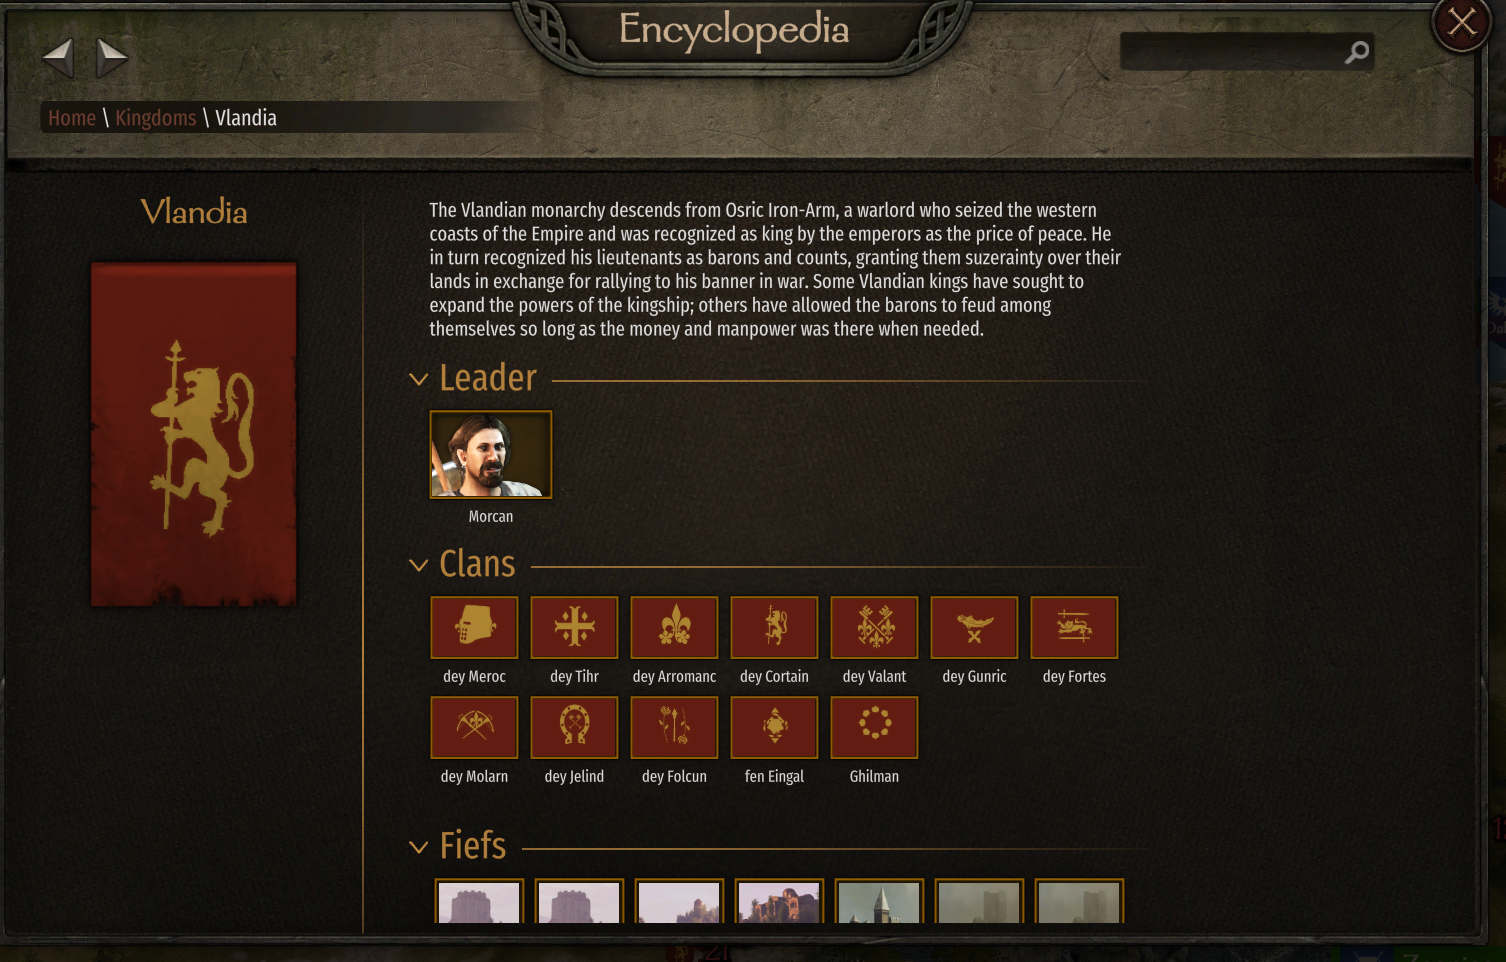 Encyclopedia
Home \ Kingdoms \ Vlandia
Vlandia
The Vlandian monarchy descends from Osric Iron-Arm, a warlord who seized the western
coasts of the Empire and was recognized as king by the emperors as the price of peace. He
in turn recognized his lieutenants as barons and counts, granting them suzerainty over their
lands in exchange for rallying to his banner in war. Some Vlandian kings have sought to
expand the powers of the kingship; others have allowed the barons to feud among
themselves so long as the money and manpower was there when needed.
Leader
Morcan
Clans
dey Meroc
dey Tihr
dey Arromanc
dey Cortain
dey Valant
dey Gunric
dey Fortes
dey Molarn
dey Jelind
dey Folcun
fen Eingal
Ghilman
Fiefs